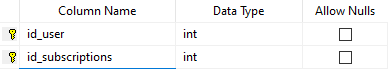 Column Name Data Type Allow Nulls
id_user int
id_subscriptions int